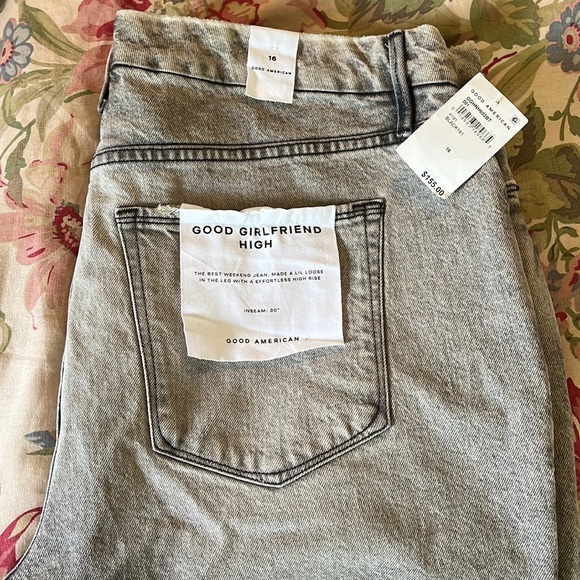 16
GOOD AMERICAN
GOOD GIRLFRIEND
HIGH
THE BEST WEEKEND JEAN. MADE A LIL LOOSE
IN THE LEG WITH A EFFORTLESS HIGH RISE
INSEAM: 30"
GOOD AMERICAN
GOOD AMERICAN
16
$155.00